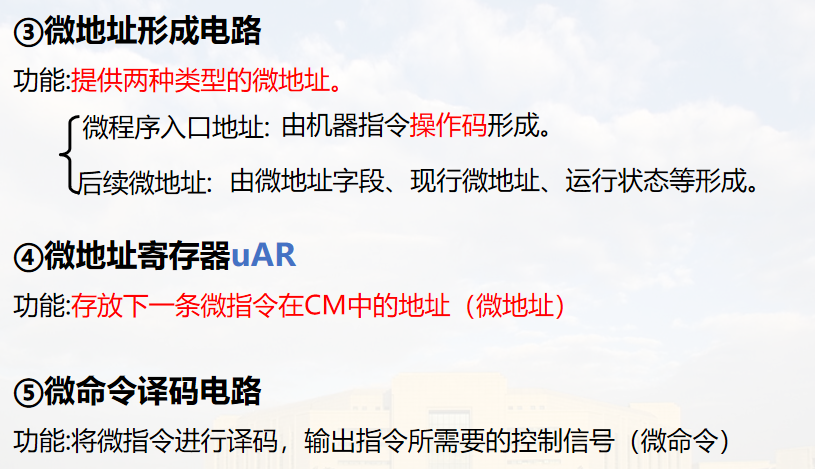 ③微地址形成电路
功能:提供两种类型的微地址。
微程序入口地址: 由机器指令操作码形成。
后续微地址: 由微地址字段、现行微地址、运行状态等形成。
④微地址寄存器uAR
功能:存放下一条微指令在CM中的地址（微地址）
⑤微命令译码电路
功能:将微指令进行译码，输出指令所需要的控制信号（微命令）